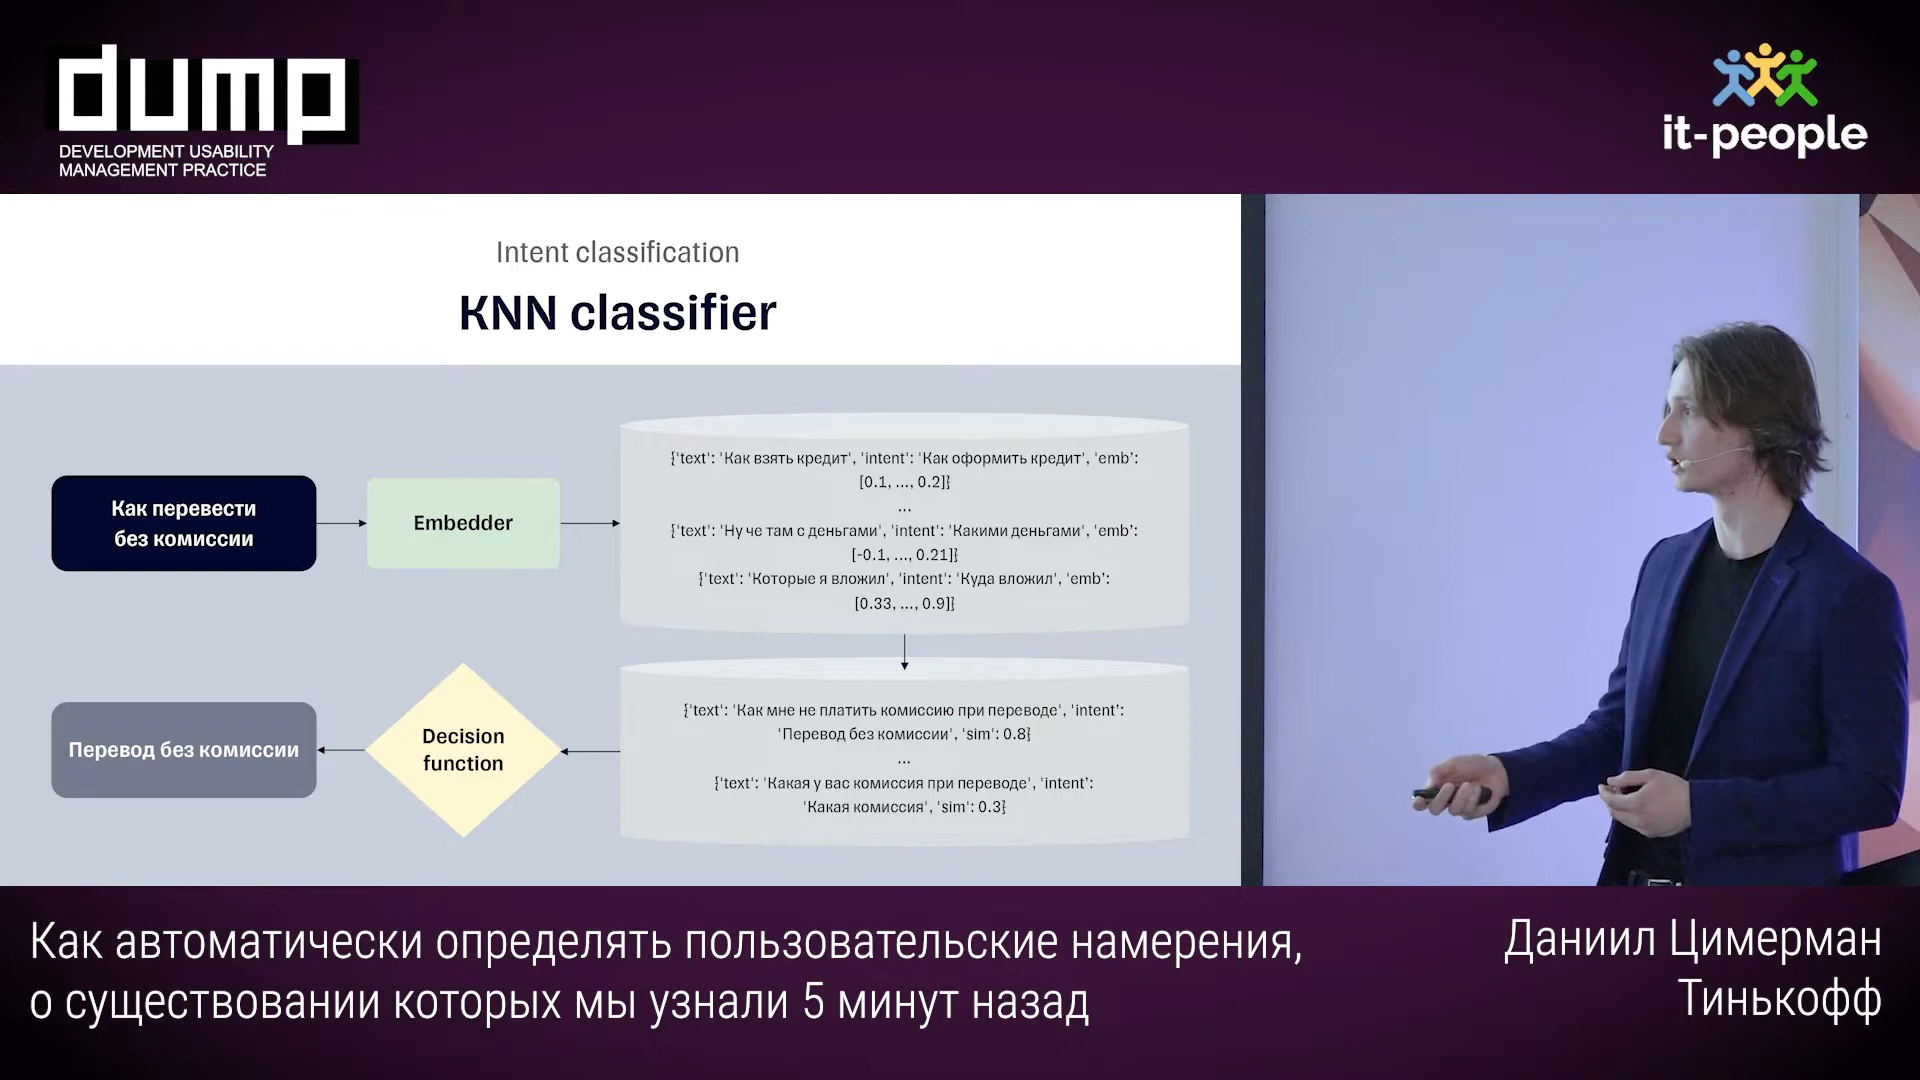 dump
DEVELOPMENT USABILITY
MANAGEMENT PRACTICE
it-people
Intent classification
KNN classifier
Как перевести
без комиссии
Embedder
{'text': 'Как взять кредит', 'intent': 'Как оформить кредит', 'emb':
[0.1, ..., 0.2]}
...
{'text': 'Ну че там с деньгами', 'intent': 'Какими деньгами', 'emb':
[-0.1, ..., 0.21]}
{'text': 'Которые я вложил', 'intent': 'Куда вложил', 'emb':
[0.33, ..., 0.9]}
Перевод без комиссии
Decision
function
{'text': 'Как мне не платить комиссию при переводе', 'intent':
'Перевод без комиссии', 'sim': 0.8}
...
{'text': 'Какая у вас комиссия при переводе', 'intent':
'Какая комиссия', 'sim': 0.3}
Как автоматически определять пользовательские намерения,
о существовании которых мы узнали 5 минут назад
Даниил Цимерман
Тинькофф